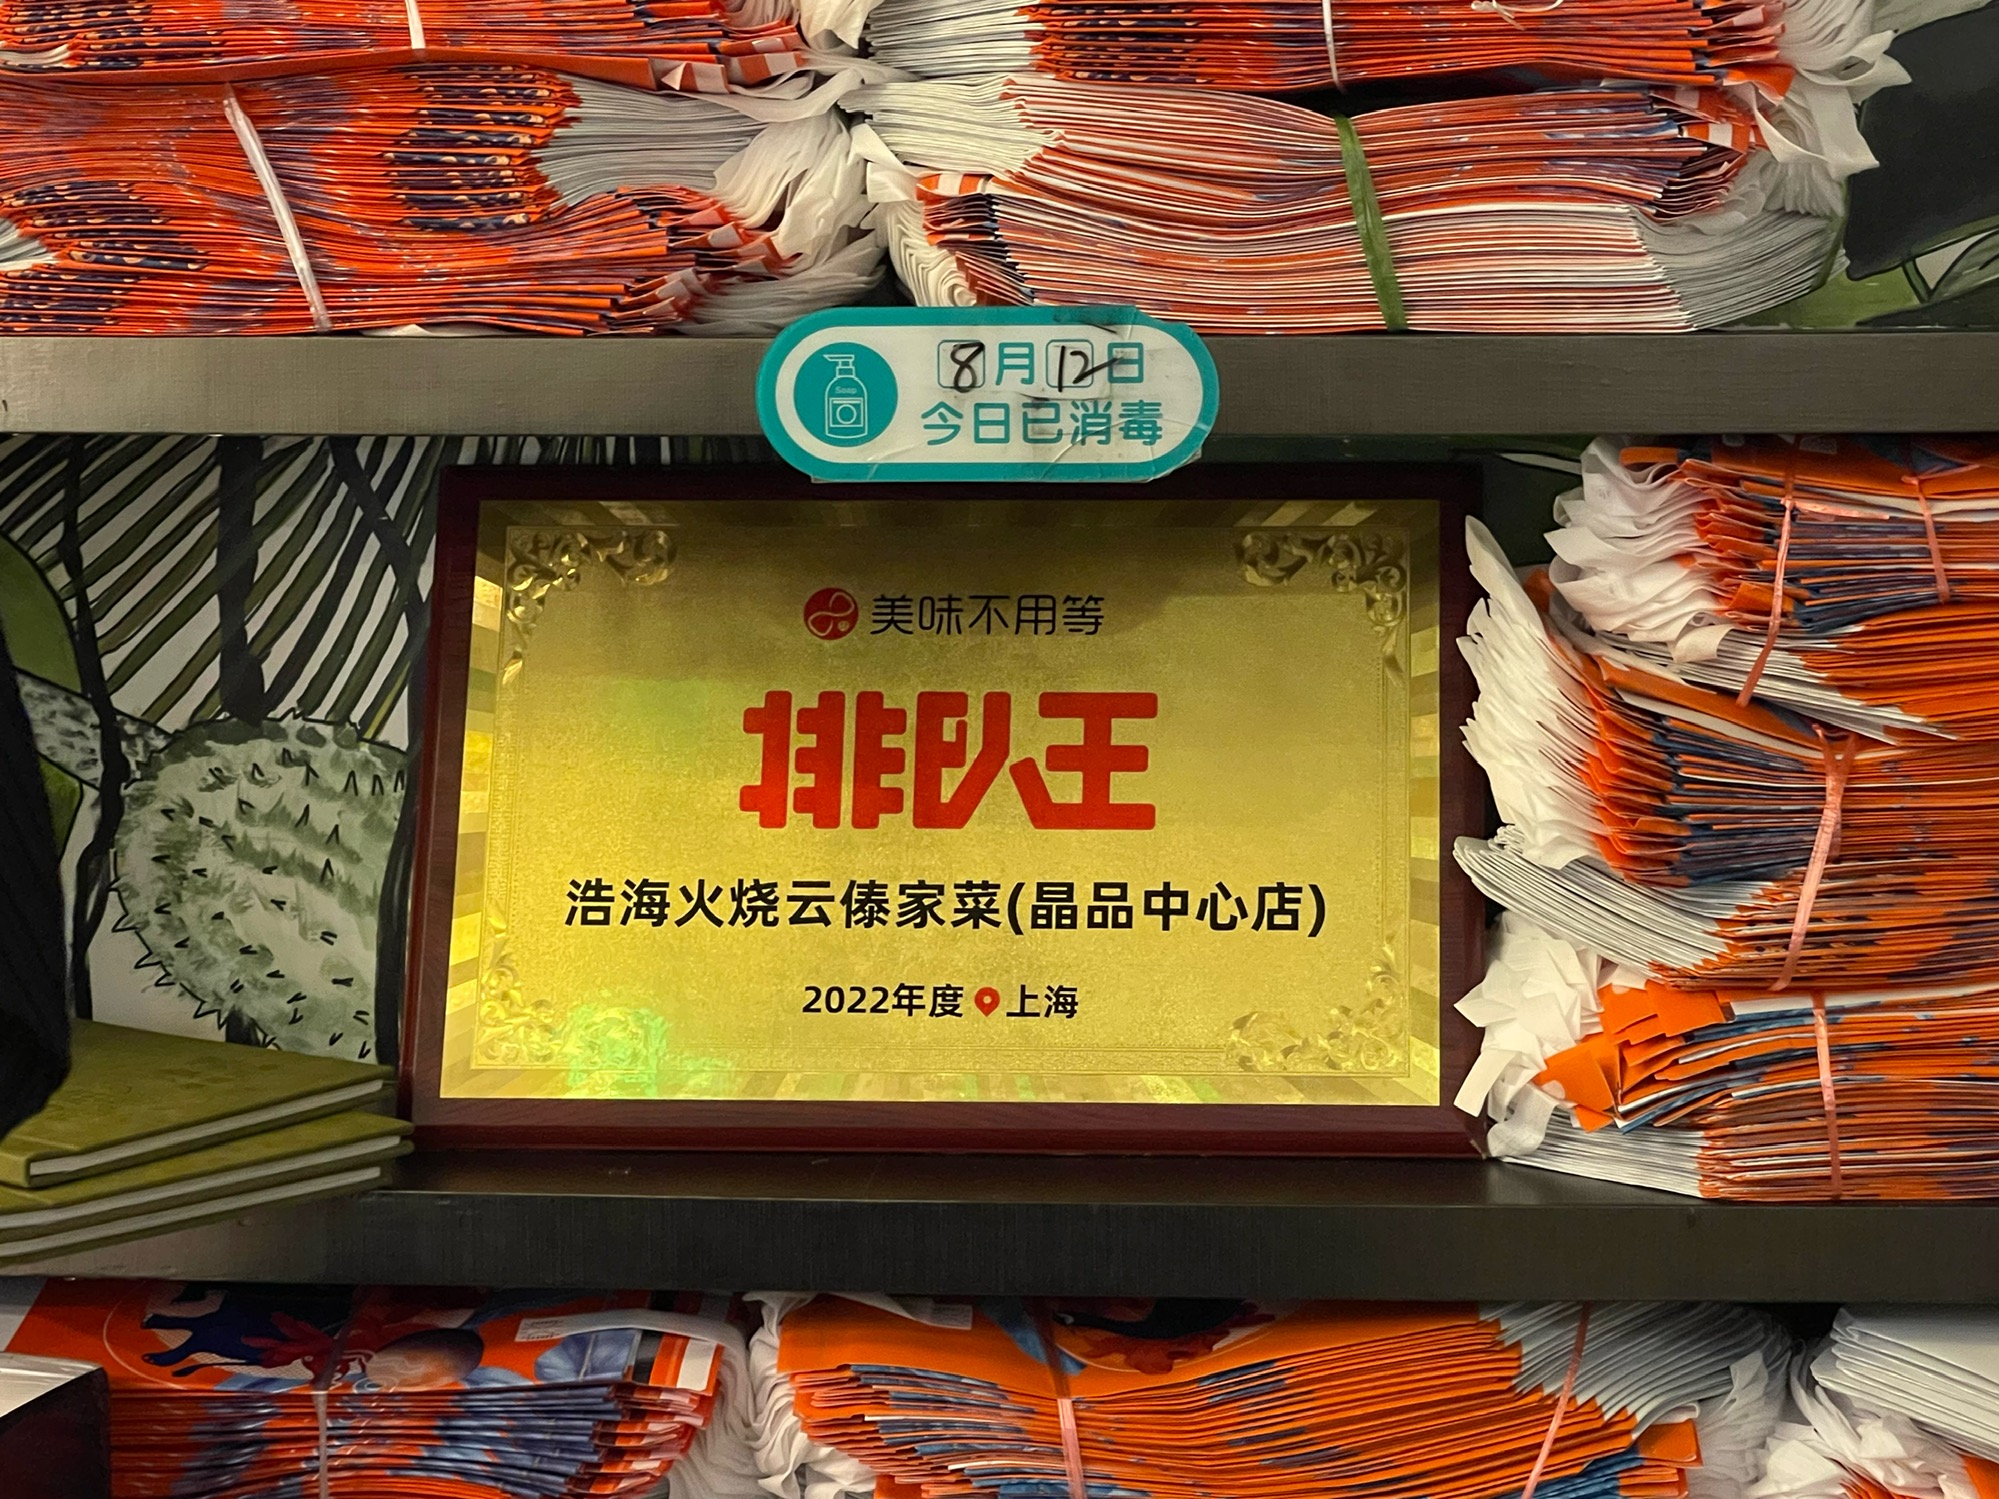 8月12日
Soap
今日已消毒
美味不用等
排队王
浩海火烧云傣家菜(晶品中心店)
2022年度 上海